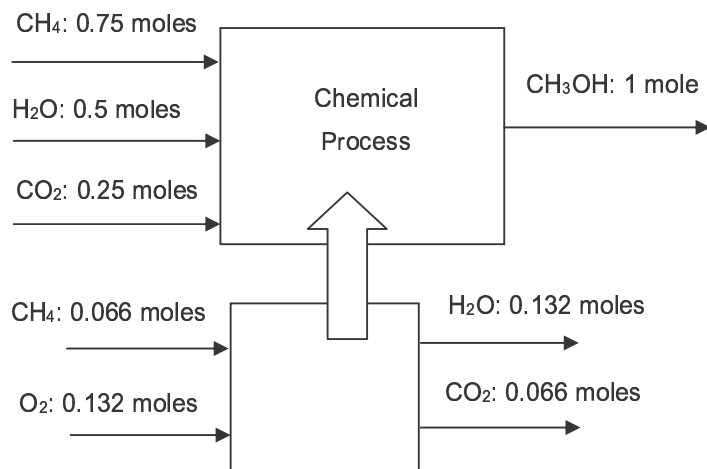 CH₄: 0.75 moles
H₂O: 0.5 moles
CO₂: 0.25 moles
Chemical
Process
CH₃OH: 1 mole
CH₄: 0.066 moles
O₂: 0.132 moles
H₂O: 0.132 moles
CO₂: 0.066 moles